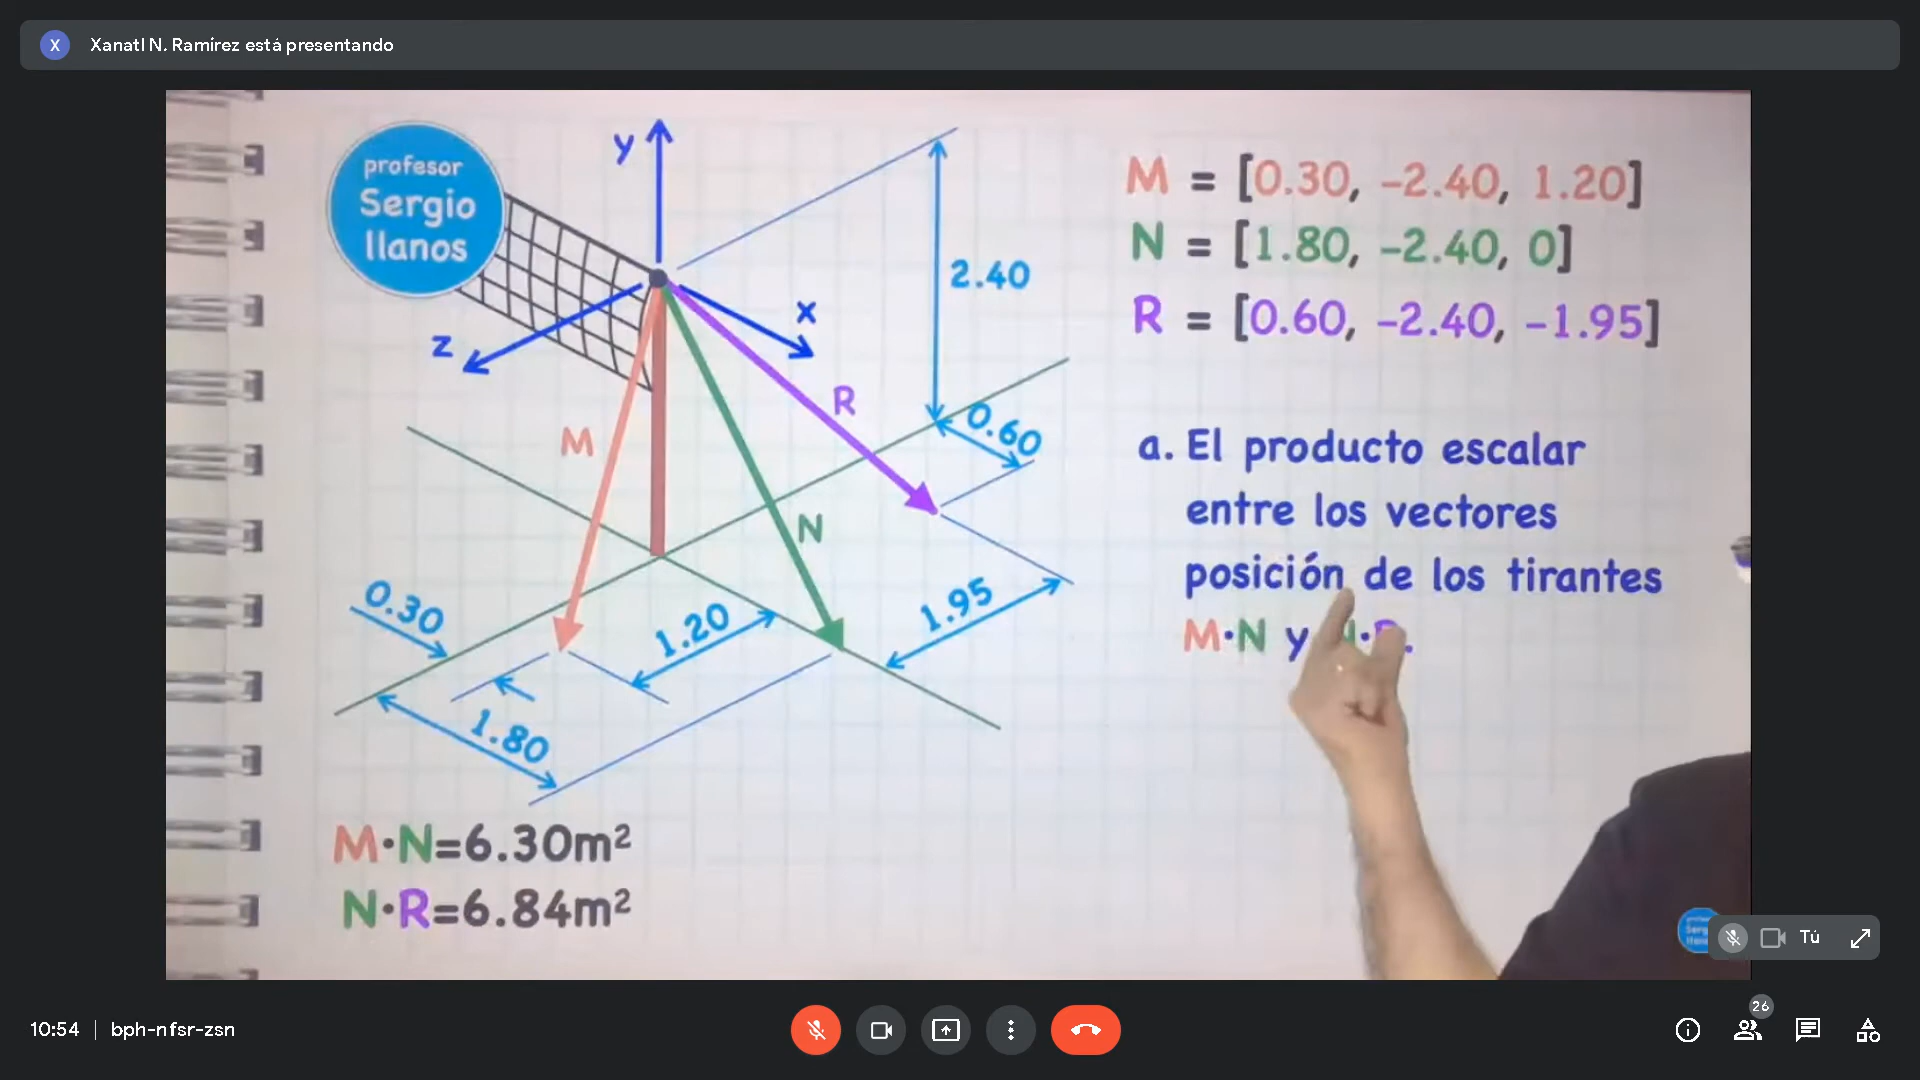 X Xanatl N. Ramírez está presentando
profesor
Sergio
llanos
y
x
z
M
N
R
2.40
0.60
0.30
1.20
1.95
1.80
M = [0.30, -2.40, 1.20]
N = [1.80, -2.40, 0]
R = [0.60, -2.40, -1.95]
a. El producto escalar
entre los vectores
posición de los tirantes
M·N y
M·N=6.30m²
N·R=6.84m²
Tú
10:54 | bph-nfsr-zsn
26